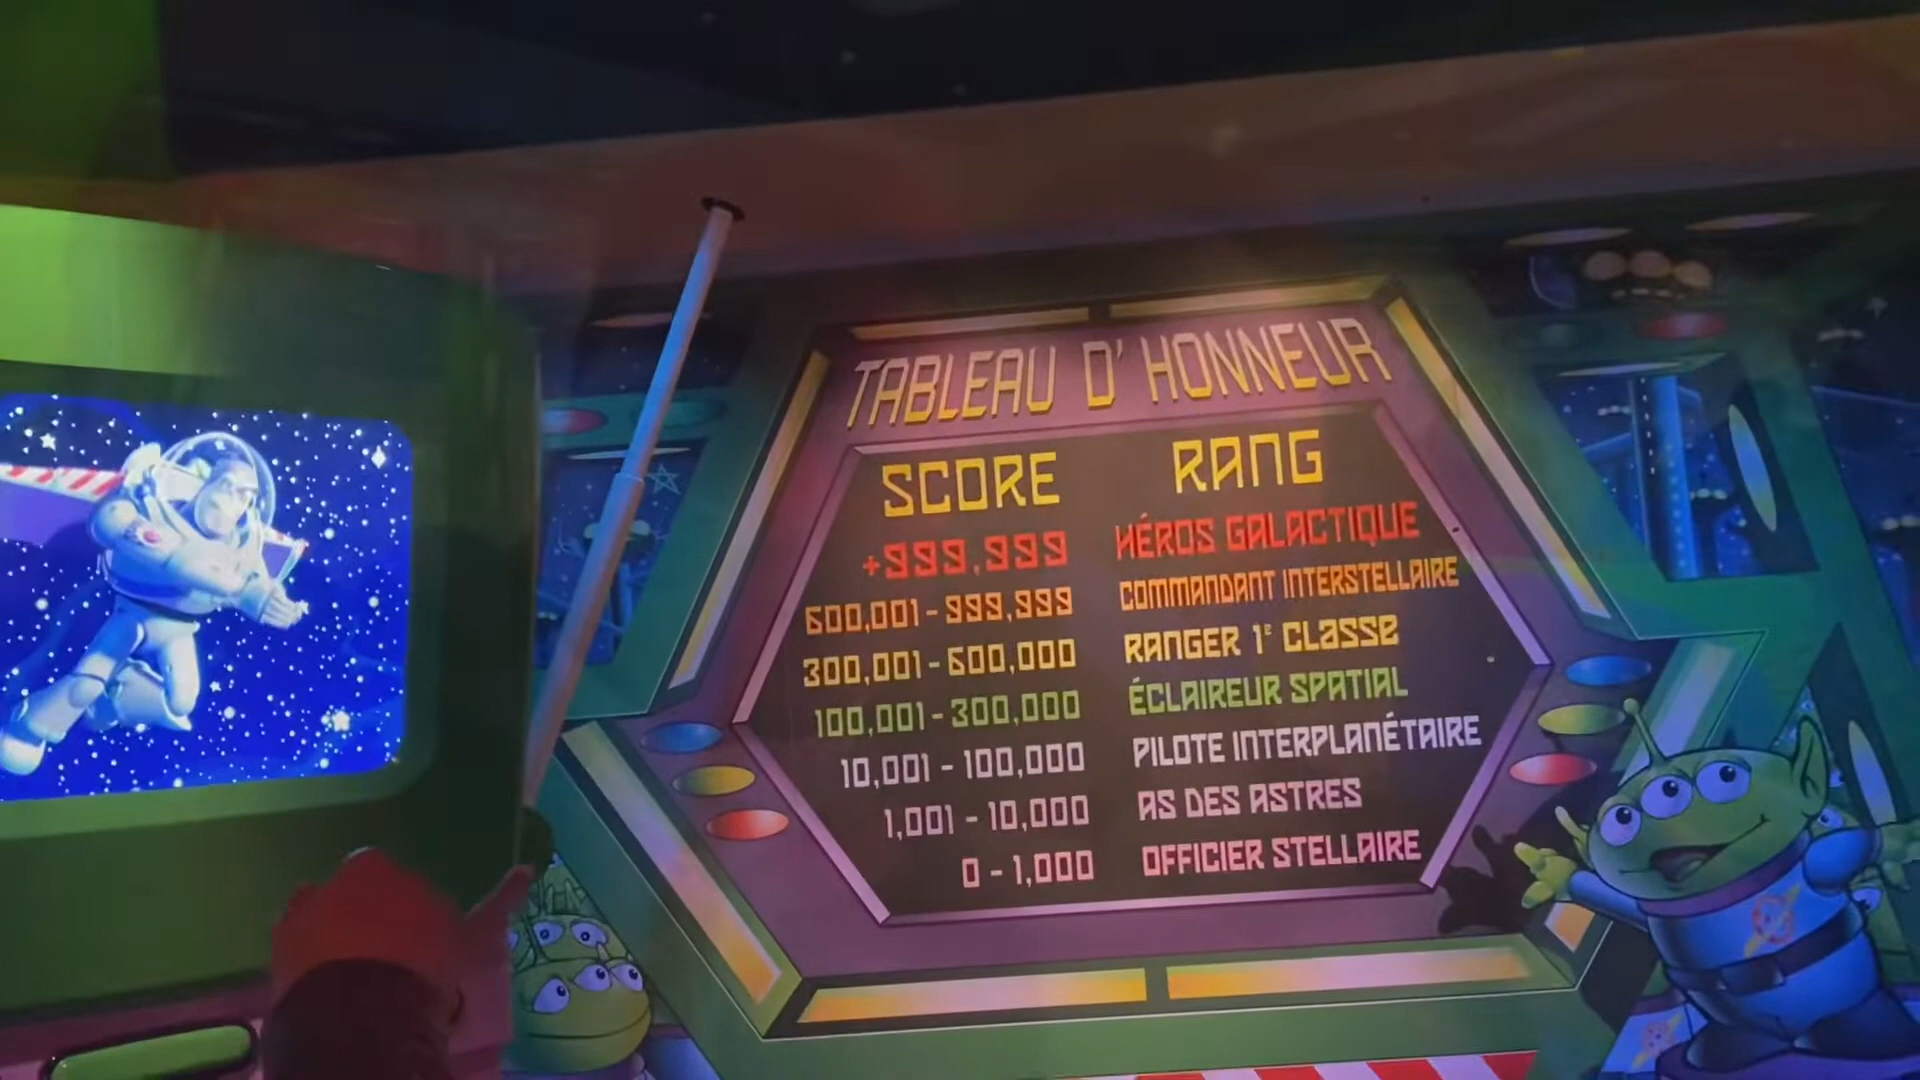 TABLEAU D' HONNEUR
SCORE RANG
+999,999 HÉROS GALACTIQUE
600,001 - 999,999 COMMANDANT INTERSTELLAIRE
300,001 - 600,000 RANGER 1E CLASSE
100,001 - 300,000 ÉCLAIREUR SPATIAL
10,001 - 100,000 PILOTE INTERPLANÉTAIRE
1,001 - 10,000 AS DES ASTRES
0 - 1,000 OFFICIER STELLAIRE